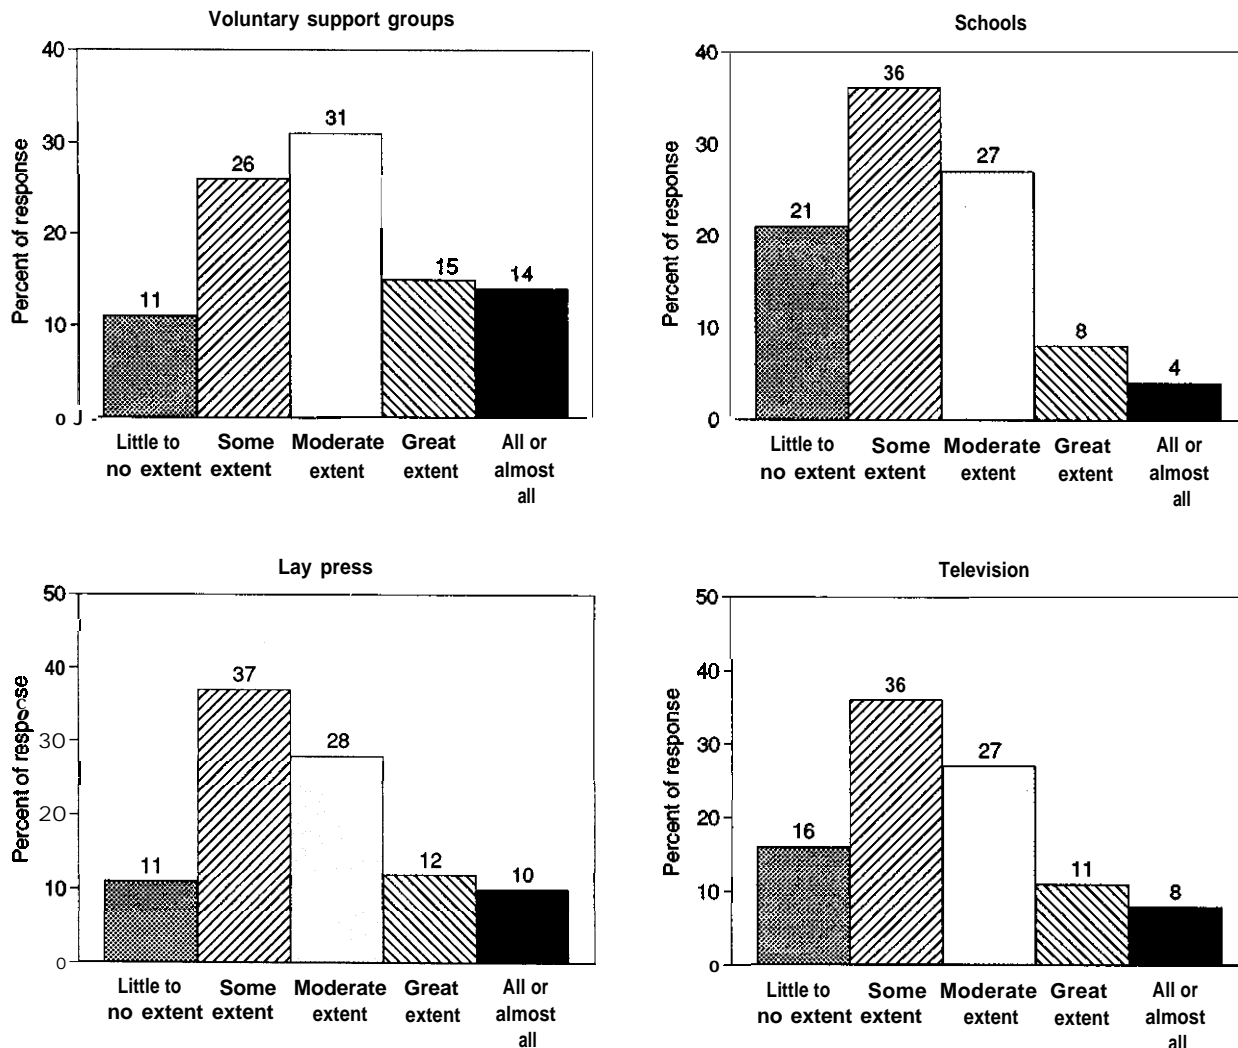 Voluntary support groups
40
30
20
10
0
Percent of response
11
26
31
15
14
Little to no extent
Some extent
Moderate extent
Great extent
All or almost all
Schools
40
30
20
10
0
Percent of response
21
36
27
8
4
Little to no extent
Some extent
Moderate extent
Great extent
All or almost all
Lay press
50
40
30
20
10
0
Percent of response
11
37
28
12
10
Little to no extent
Some extent
Moderate extent
Great extent
All or almost all
Television
50
40
30
20
10
0
Percent of response
16
36
27
11
8
Little to no extent
Some extent
Moderate extent
Great extent
All or almost all